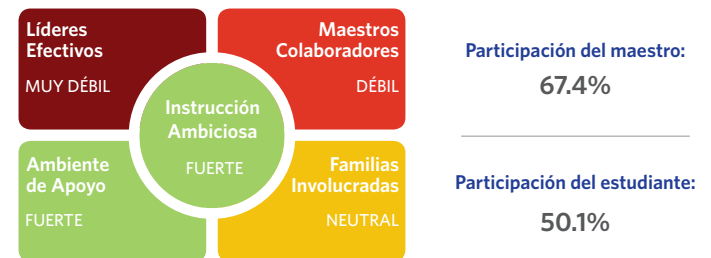 Líderes
Efectivos
MUY DÉBIL
Maestros
Colaboradores
DÉBIL
Instrucción
Ambiciosa
FUERTE
Ambiente
de Apoyo
FUERTE
Familias
Involucradas
NEUTRAL
Participación del maestro:
67.4%
Participación del estudiante:
50.1%